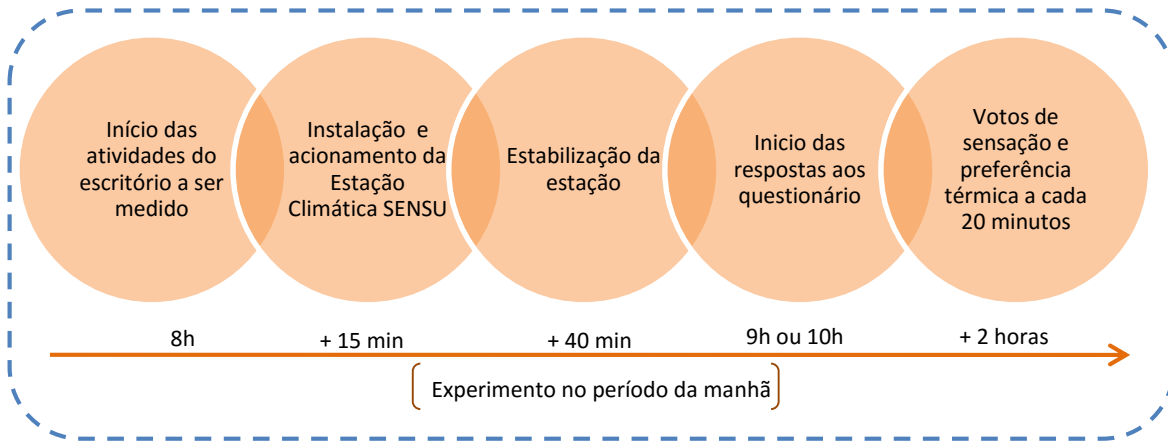 Início das
atividades do
escritório a ser
medido
Instalação e
acionamento da
Estação
Climática SENSU
Estabilização da
estação
Inicio das
respostas aos
questionário
Votos de
sensação e
preferência
térmica a cada
20 minutos
8h
+ 15 min
+ 40 min
9h ou 10h
+ 2 horas
Experimento no período da manhã